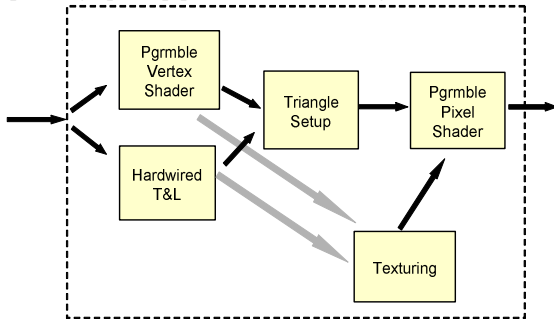 Pgrmble
Vertex
Shader
Hardwired
T&L
Triangle
Setup
Pgrmble
Pixel
Shader
Texturing